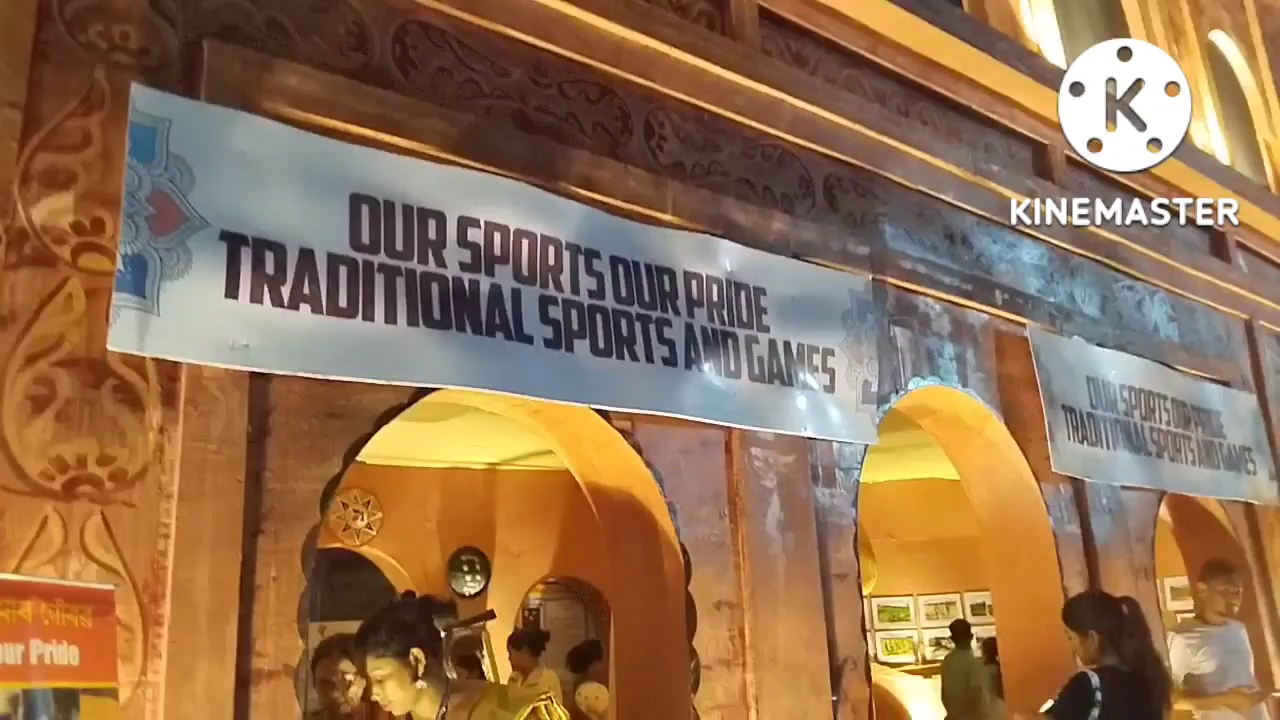 OUR SPORTS OUR PRIDE
TRADITIONAL SPORTS AND GAMES
K
KINEMASTER
OUR SPORTS OUR PRIDE
TRADITIONAL SPORTS AND GAMES
our Pride